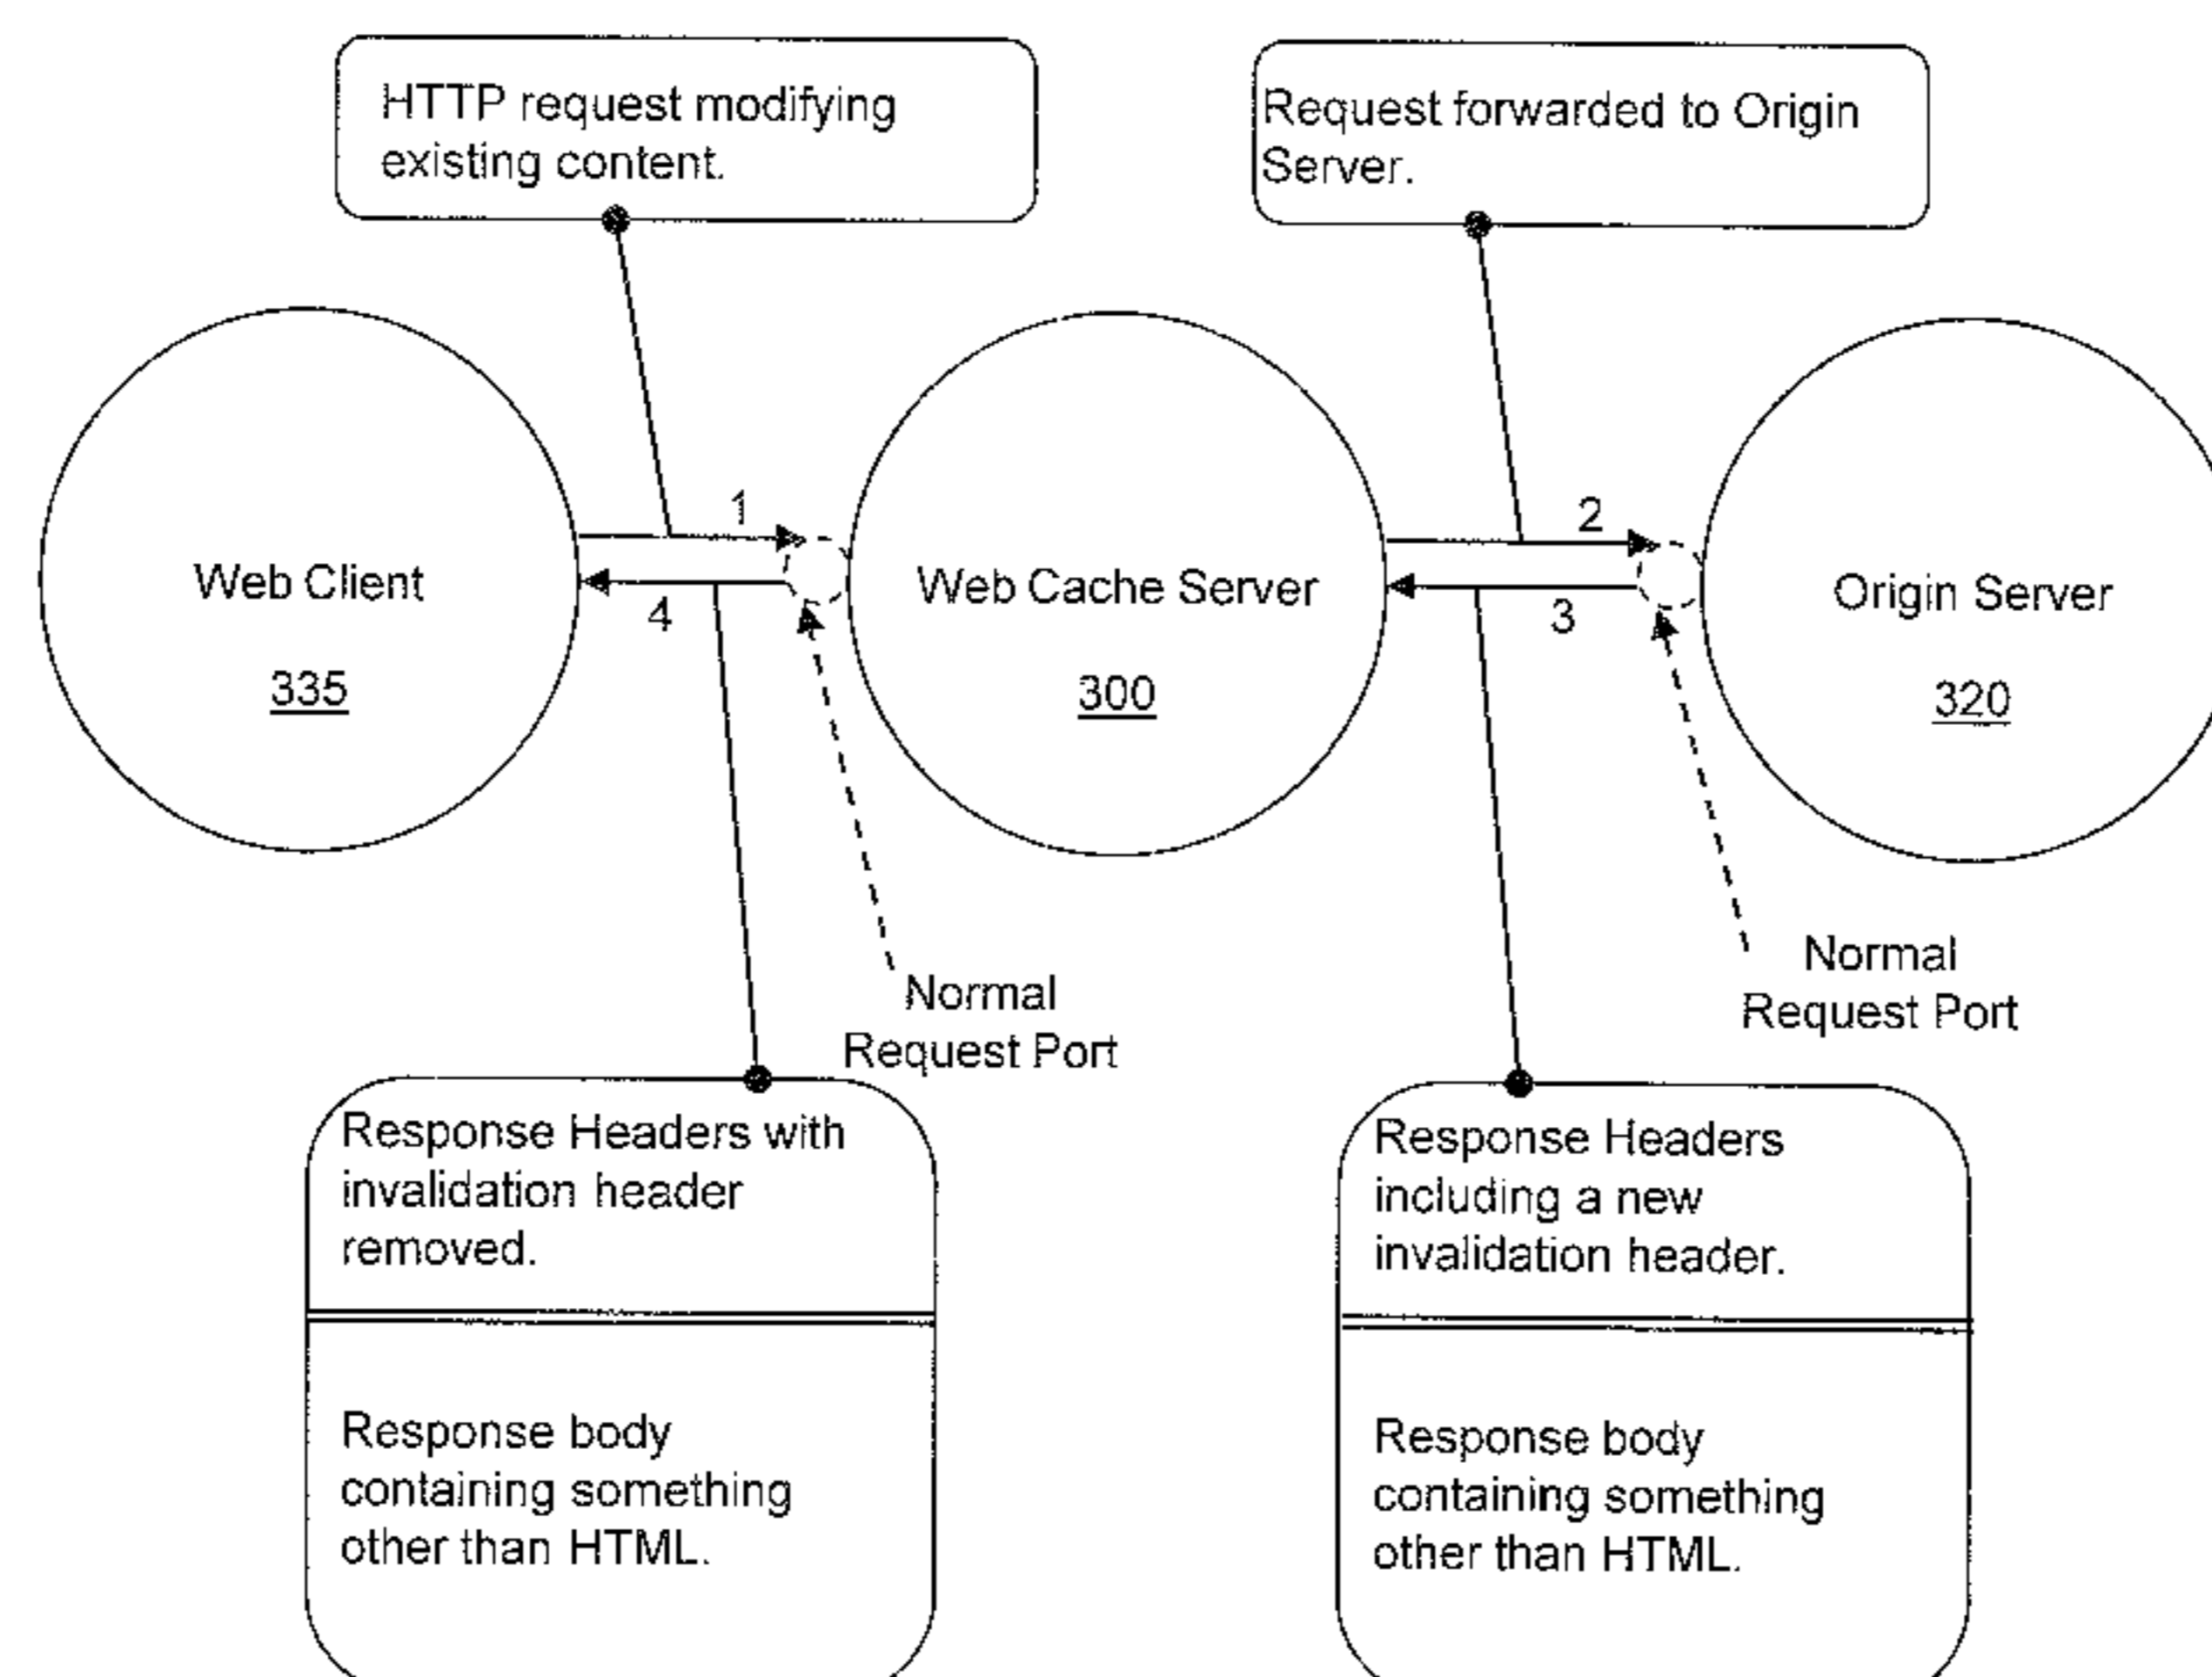 HTTP request modifying
existing content.
Request forwarded to Origin
Server.
1
2
Web Client
Web Cache Server
Origin Server
4
3
335
300
320
Normal
Request Port
Normal
Request Port
Response Headers with
invalidation header
removed.
Response Headers
including a new
invalidation header.
Response body
containing something
other than HTML.
Response body
containing something
other than HTML.